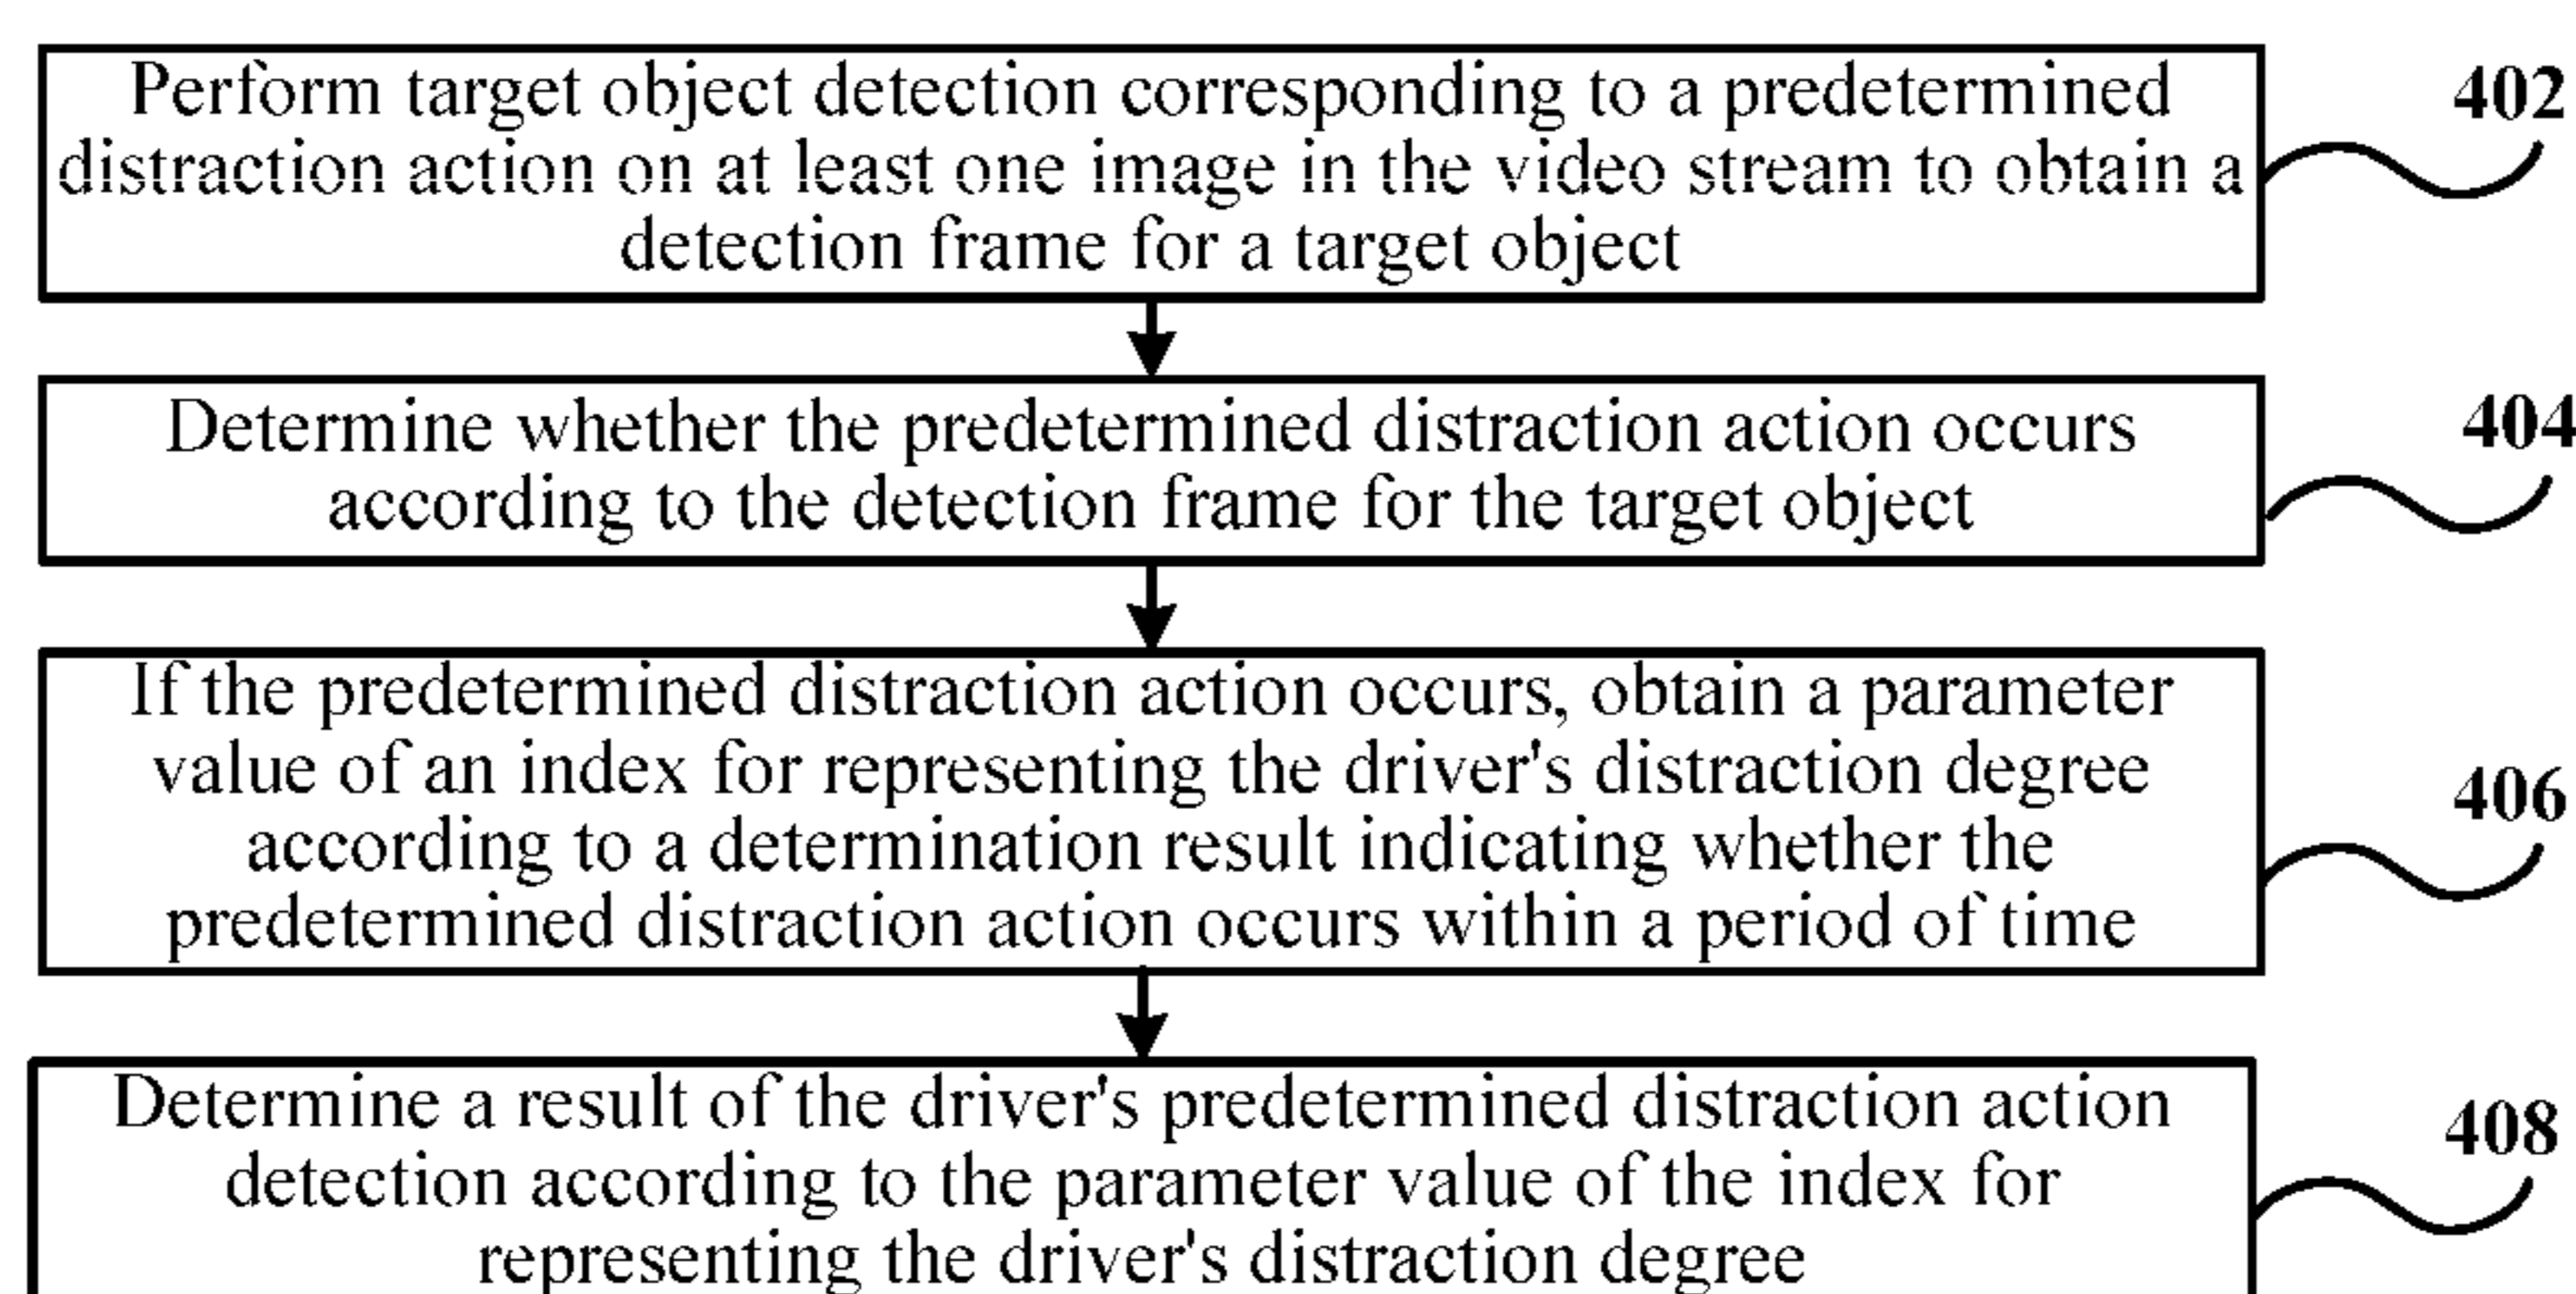 Perform target object detection corresponding to a predetermined
distraction action on at least one image in the video stream to obtain a
detection frame for a target object
402
Determine whether the predetermined distraction action occurs
according to the detection frame for the target object
404
If the predetermined distraction action occurs, obtain a parameter
value of an index for representing the driver's distraction degree
according to a determination result indicating whether the
predetermined distraction action occurs within a period of time
406
Determine a result of the driver's predetermined distraction action
detection according to the parameter value of the index for
representing the driver's distraction degree
408